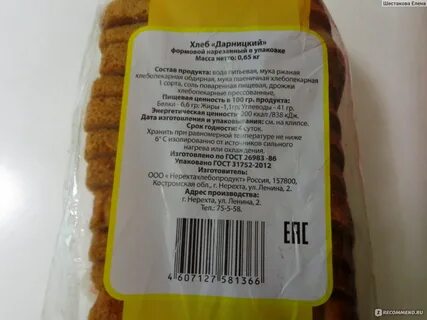 Шестакова Елена
Хлеб «Дарницкий»
формовой нарезанный в упаковке
Масса нетто: 0,65 кг
Состав продукта: вода питьевая, мука ржаная
хлебопекарная обдирная, мука пшеничная хлебопекарная
1 сорта, соль поваренная пищевая, дрожжи
хлебопекарные прессованные.
Пищевая ценность в 100 гр. продукта:
Белки - 6,6 гр; Жиры -1,1гр; Углеводы - 41 гр.
Энергетическая ценность: 200 ккал/838 кДж.
Дата изготовления и упаковывания: см. на клипсе.
Срок годности: 4 суток.
Хранить при равномерной температуре не ниже
6° С изолированно от источников сильного
нагрева или охлаждения.
Изготовлено по ГОСТ 26983 -86
Упаковано ГОСТ 31752-2012
ООО « Нерехтахлебопродукт» Россия, 157800,
Костромская обл., г. Нерехта, ул. Ленина, 2.
Адрес производства:
г. Нерехта, ул. Ленина, 2.
Тел.: 75-5-58.
ЕАС
4 607127 581366
RECOMMEND.RU